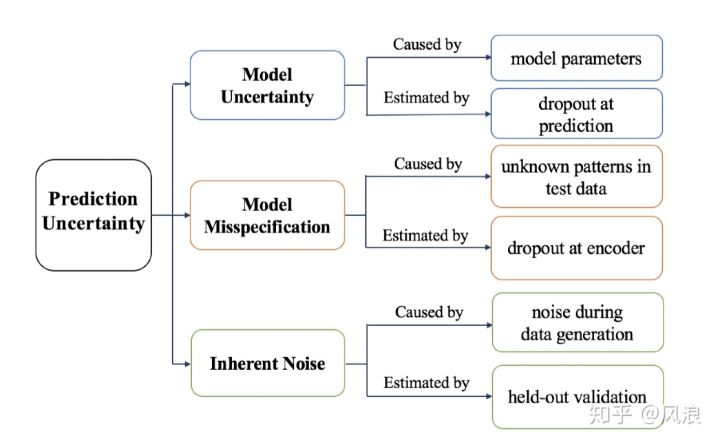 Caused by
model parameters
Model
Uncertainty
Estimated by
dropout at
prediction
Prediction
Uncertainty
Caused by
unknown patterns in
test data
Model
Misspecification
Estimated by
dropout at encoder
Caused by
noise during
data generation
Inherent Noise
Estimated by
held-out validation
知乎 @风浪